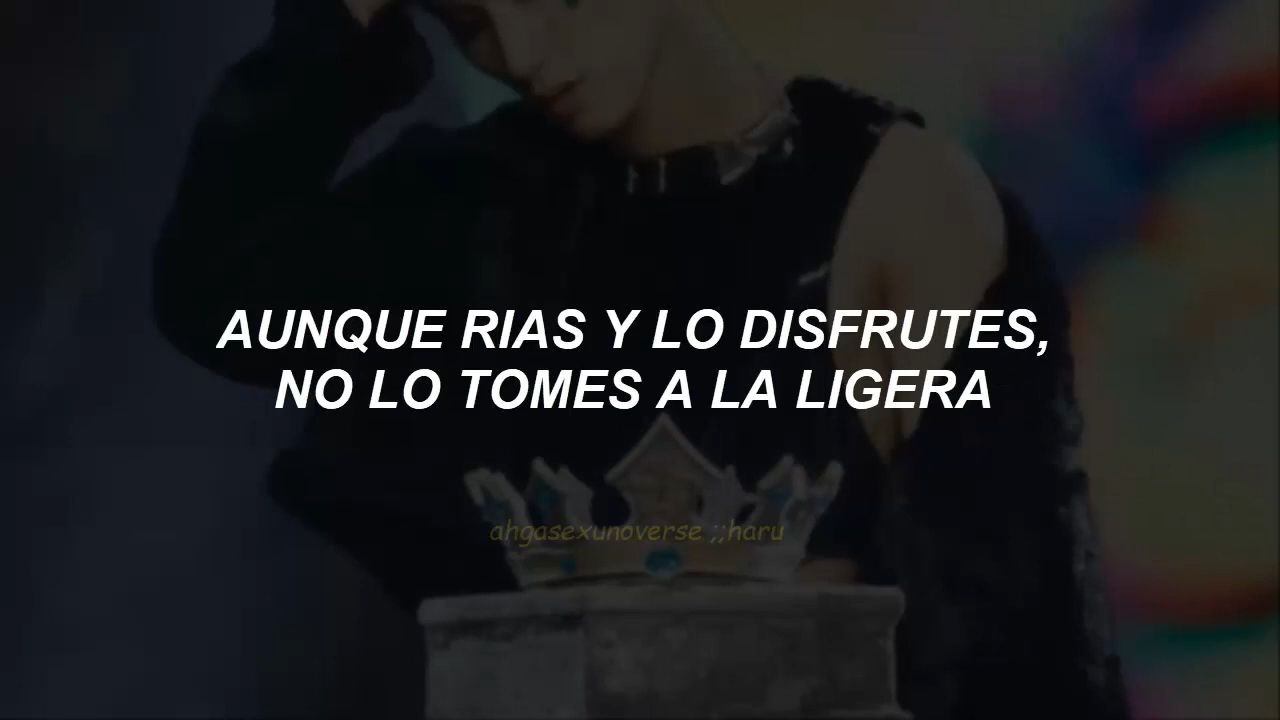 AUNQUE RIAS Y LO DISFRUTES,
NO LO TOMES A LA LIGERA
ahgasexunoverse ;;haru